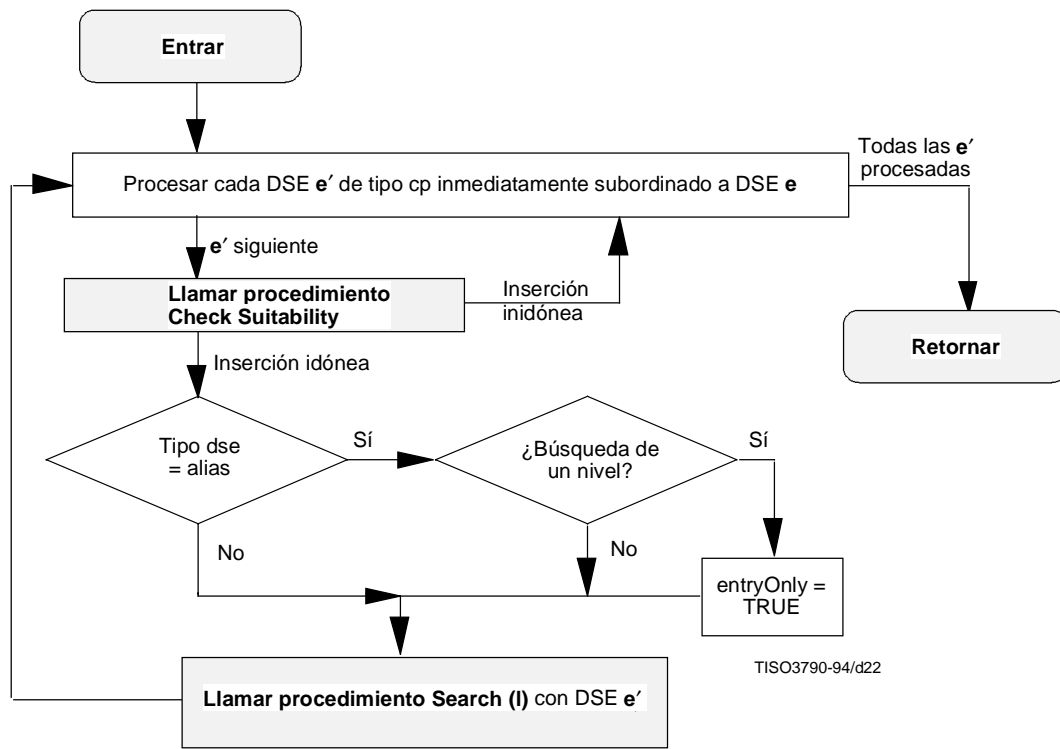 Entrar
Todas las e′
procesadas
Procesar cada DSE e′ de tipo cp inmediatamente subordinado a DSE e
e′ siguiente
Llamar procedimiento
Check Suitability
Inserción
inidónea
Retornar
Inserción idónea
Tipo dse
= alias
Sí
¿Búsqueda de
un nivel?
Sí
No
No
entryOnly =
TRUE
TISO3790-94/d22
Llamar procedimiento Search (I) con DSE e′